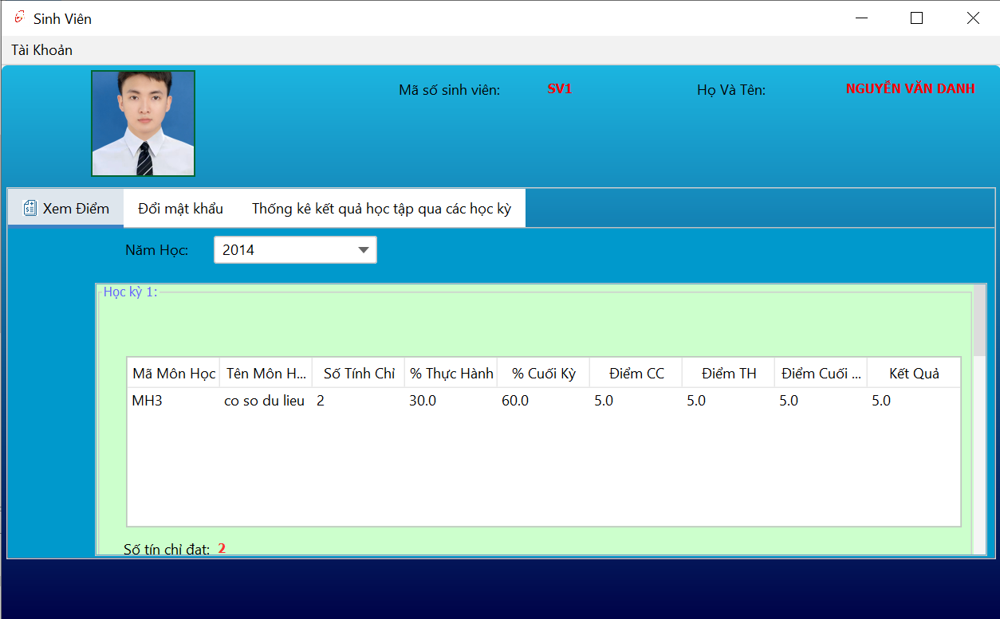 Sinh Viên
Tài Khoản
Mã số sinh viên: SV1 Họ Và Tên: NGUYỄN VĂN DANH
Xem Điểm Đổi mật khẩu Thống kê kết quả học tập qua các học kỳ
Năm Học: 2014
Học kỳ 1:
Mã Môn Học Tên Môn H... Số Tính Chỉ % Thực Hành % Cuối Kỳ Điểm CC Điểm TH Điểm Cuối ... Kết Quả
MH3 co so du lieu 2 30.0 60.0 5.0 5.0 5.0 5.0
Số tín chỉ đạt: 2